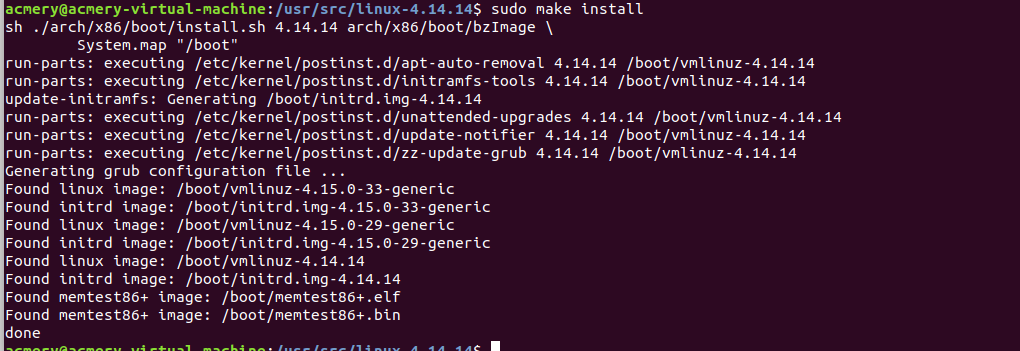 acmery@acmery-virtual-machine:/usr/src/linux-4.14.14$ sudo make install
sh ./arch/x86/boot/install.sh 4.14.14 arch/x86/boot/bzImage \
        System.map "/boot"
run-parts: executing /etc/kernel/postinst.d/apt-auto-removal 4.14.14 /boot/vmlinuz-4.14.14
run-parts: executing /etc/kernel/postinst.d/initramfs-tools 4.14.14 /boot/vmlinuz-4.14.14
update-initramfs: Generating /boot/initrd.img-4.14.14
run-parts: executing /etc/kernel/postinst.d/unattended-upgrades 4.14.14 /boot/vmlinuz-4.14.14
run-parts: executing /etc/kernel/postinst.d/update-notifier 4.14.14 /boot/vmlinuz-4.14.14
run-parts: executing /etc/kernel/postinst.d/zz-update-grub 4.14.14 /boot/vmlinuz-4.14.14
Generating grub configuration file ...
Found linux image: /boot/vmlinuz-4.15.0-33-generic
Found initrd image: /boot/initrd.img-4.15.0-33-generic
Found linux image: /boot/vmlinuz-4.15.0-29-generic
Found initrd image: /boot/initrd.img-4.15.0-29-generic
Found linux image: /boot/vmlinuz-4.14.14
Found initrd image: /boot/initrd.img-4.14.14
Found memtest86+ image: /boot/memtest86+.elf
Found memtest86+ image: /boot/memtest86+.bin
done
acmery@acmery-virtual-machine:/usr/src/linux-4.14.14$